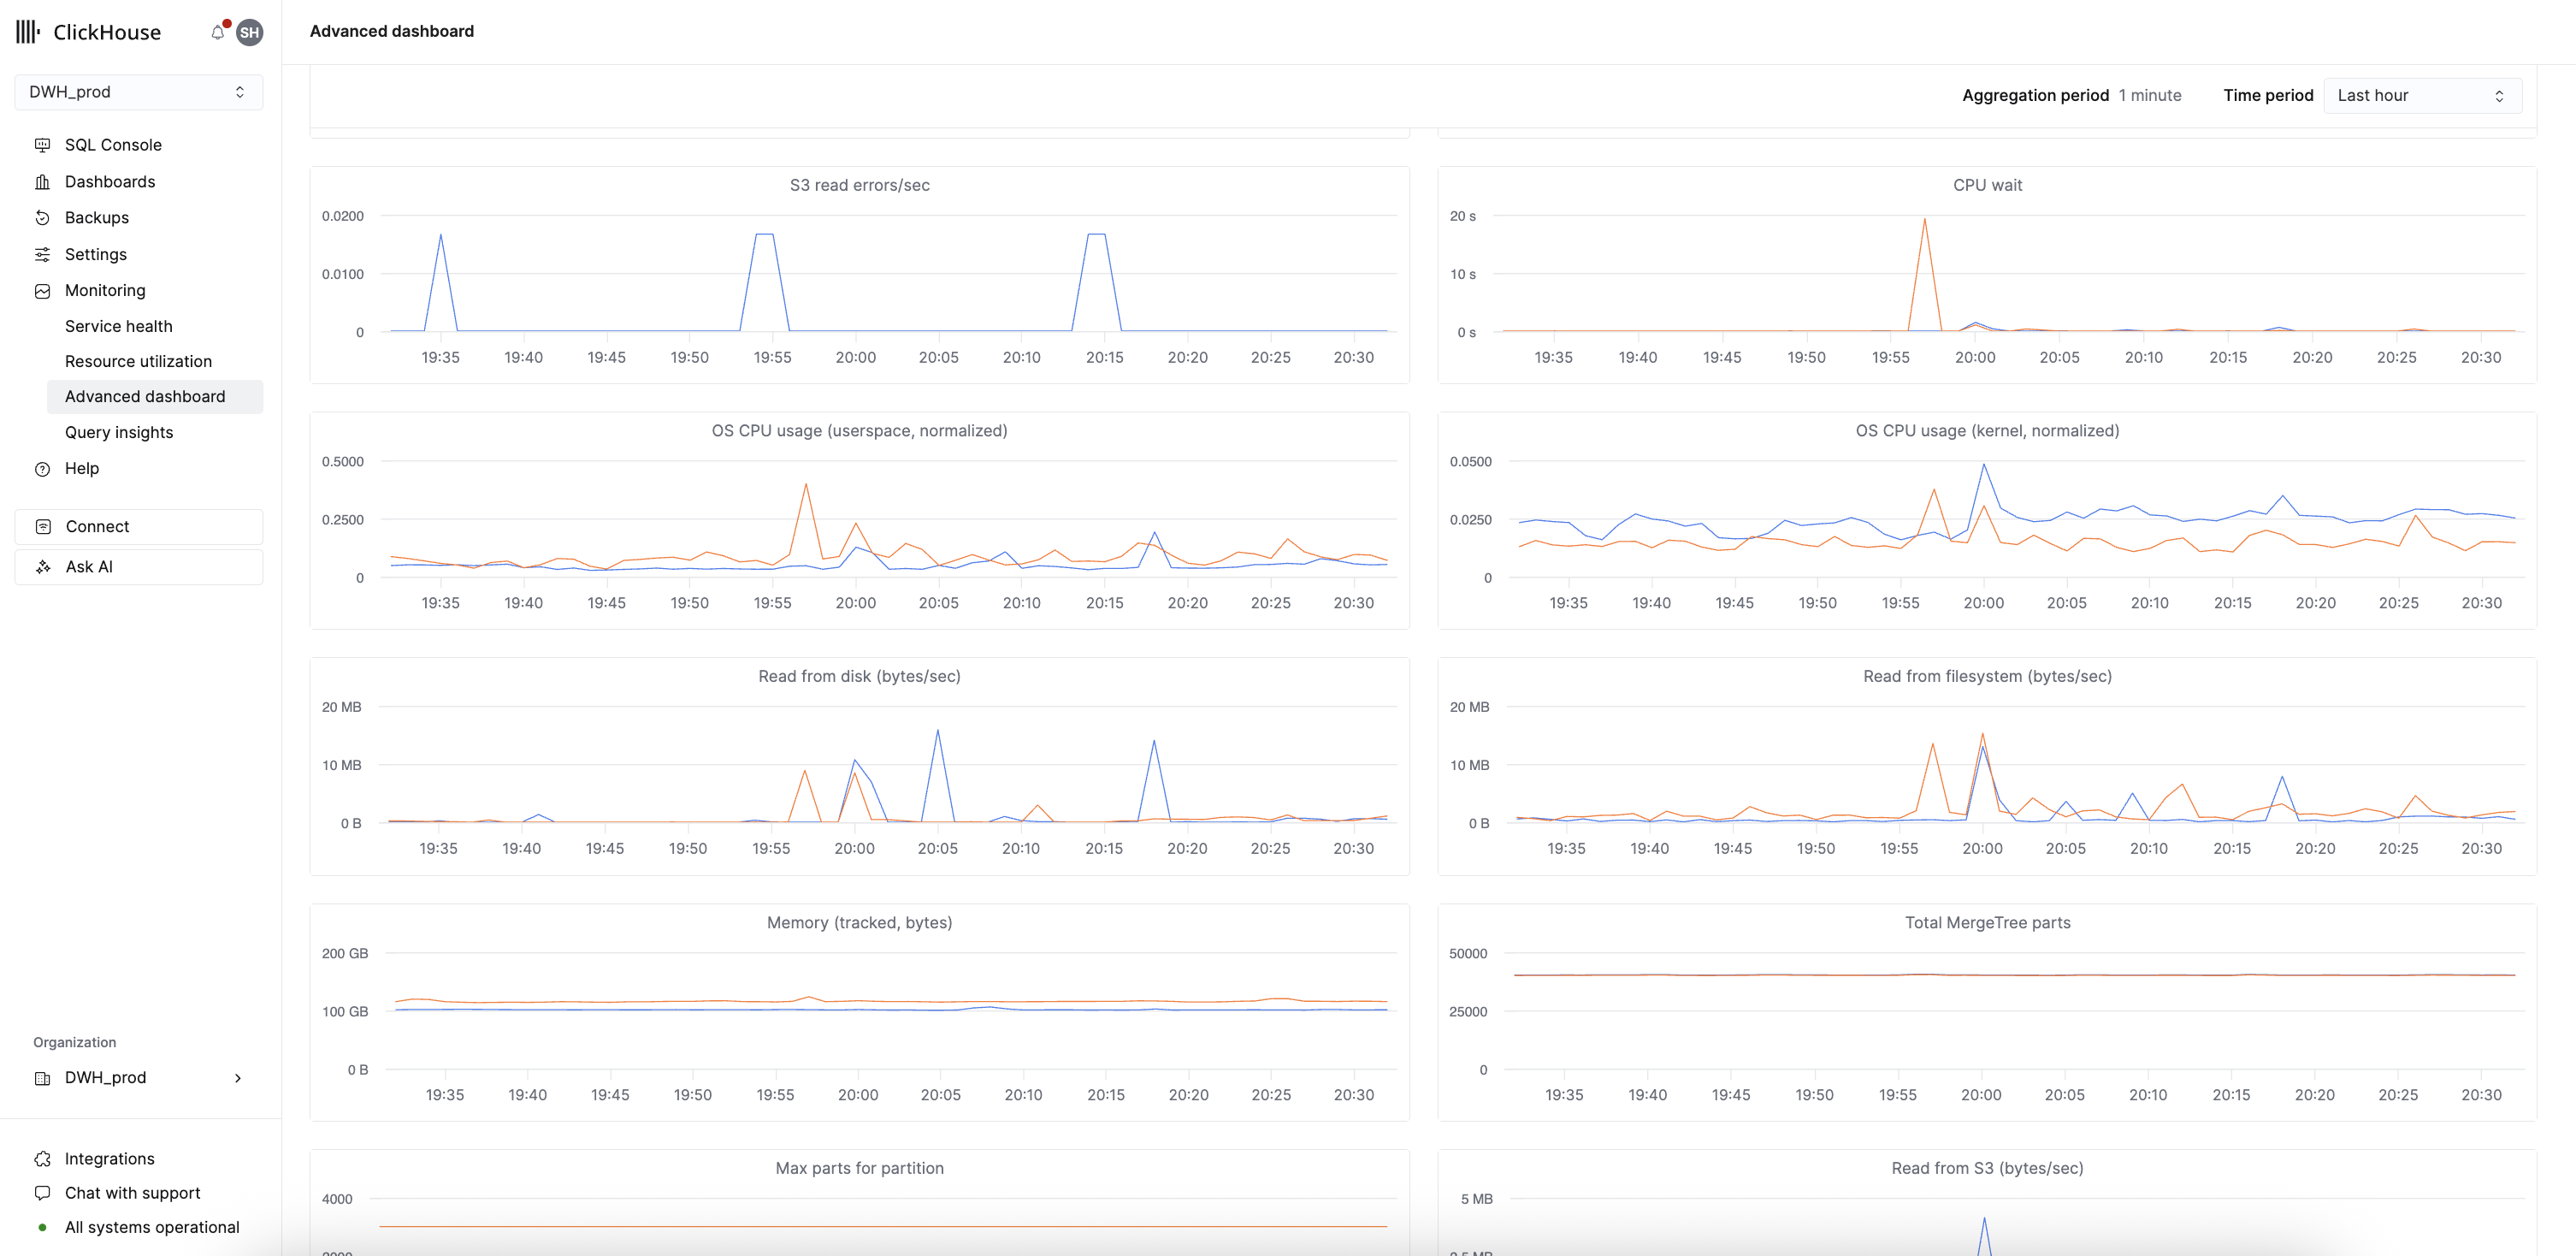 ClickHouse
SH
Advanced dashboard
DWH_prod
Aggregation period 1 minute
Time period Last hour
SQL Console
Dashboards
Backups
Settings
Monitoring
Service health
Resource utilization
Advanced dashboard
Query insights
Help
Connect
Ask AI
Organization
DWH_prod
Integrations
Chat with support
All systems operational
S3 read errors/sec
0.0200
0.0100
0
19:35 19:40 19:45 19:50 19:55 20:00 20:05 20:10 20:15 20:20 20:25 20:30
CPU wait
20 s
10 s
0 s
19:35 19:40 19:45 19:50 19:55 20:00 20:05 20:10 20:15 20:20 20:25 20:30
OS CPU usage (userspace, normalized)
0.5000
0.2500
0
19:35 19:40 19:45 19:50 19:55 20:00 20:05 20:10 20:15 20:20 20:25 20:30
OS CPU usage (kernel, normalized)
0.0500
0.0250
0
19:35 19:40 19:45 19:50 19:55 20:00 20:05 20:10 20:15 20:20 20:25 20:30
Read from disk (bytes/sec)
20 MB
10 MB
0 B
19:35 19:40 19:45 19:50 19:55 20:00 20:05 20:10 20:15 20:20 20:25 20:30
Read from filesystem (bytes/sec)
20 MB
10 MB
0 B
19:35 19:40 19:45 19:50 19:55 20:00 20:05 20:10 20:15 20:20 20:25 20:30
Memory (tracked, bytes)
200 GB
100 GB
0 B
19:35 19:40 19:45 19:50 19:55 20:00 20:05 20:10 20:15 20:20 20:25 20:30
Total MergeTree parts
50000
25000
0
19:35 19:40 19:45 19:50 19:55 20:00 20:05 20:10 20:15 20:20 20:25 20:30
Max parts for partition
4000
Read from S3 (bytes/sec)
5 MB